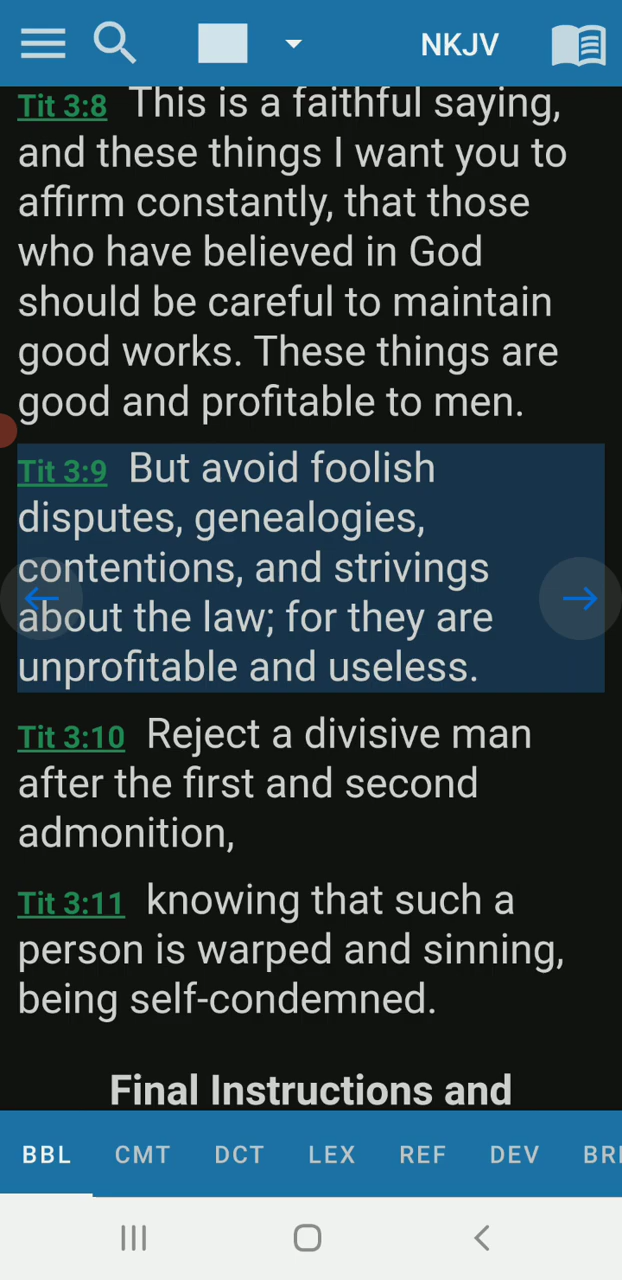 NKJV
Tit 3:8 This is a faithful saying,
and these things I want you to
affirm constantly, that those
who have believed in God
should be careful to maintain
good works. These things are
good and profitable to men.
Tit 3:9 But avoid foolish
disputes, genealogies,
contentions, and strivings
about the law; for they are
unprofitable and useless.
Tit 3:10 Reject a divisive man
after the first and second
admonition,
Tit 3:11 knowing that such a
person is warped and sinning,
being self-condemned.
Final Instructions and
BBL CMT DCT LEX REF DEV BRI